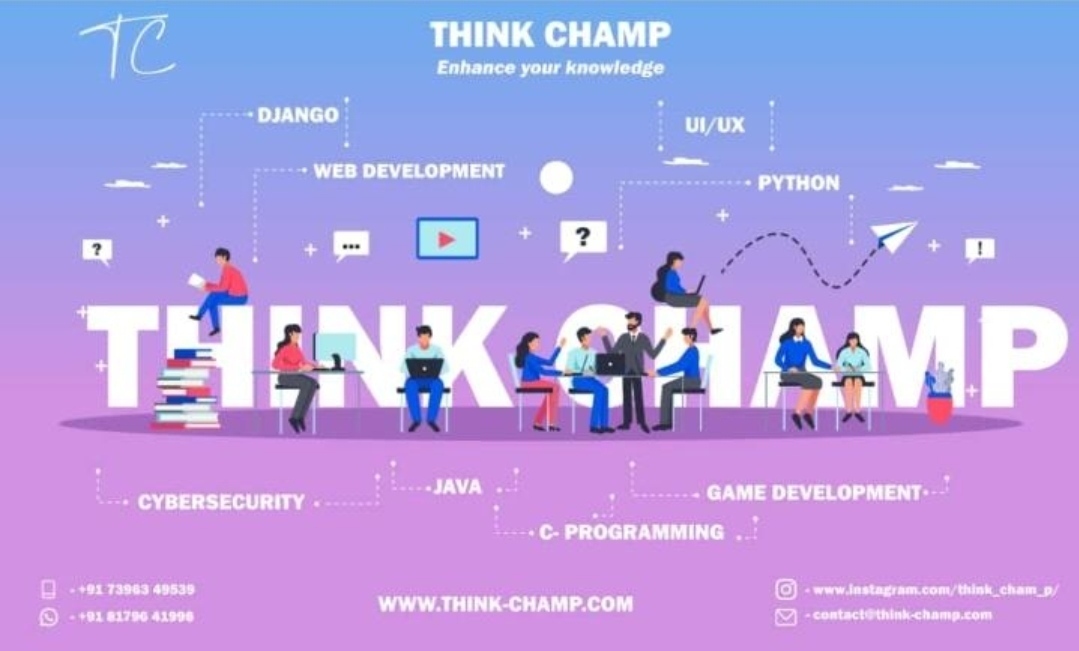 TC
THINK CHAMP
Enhance your knowledge
DJANGO
UI/UX
WEB DEVELOPMENT
PYTHON
?
...
?
!
THINK CHAMP
CYBERSECURITY
JAVA
GAME DEVELOPMENT
C- PROGRAMMING
- +91 73963 49539
- +91 81796 41996
WWW.THINK-CHAMP.COM
- www.instagram.com/think_cham_p/
- contact@think-champ.com